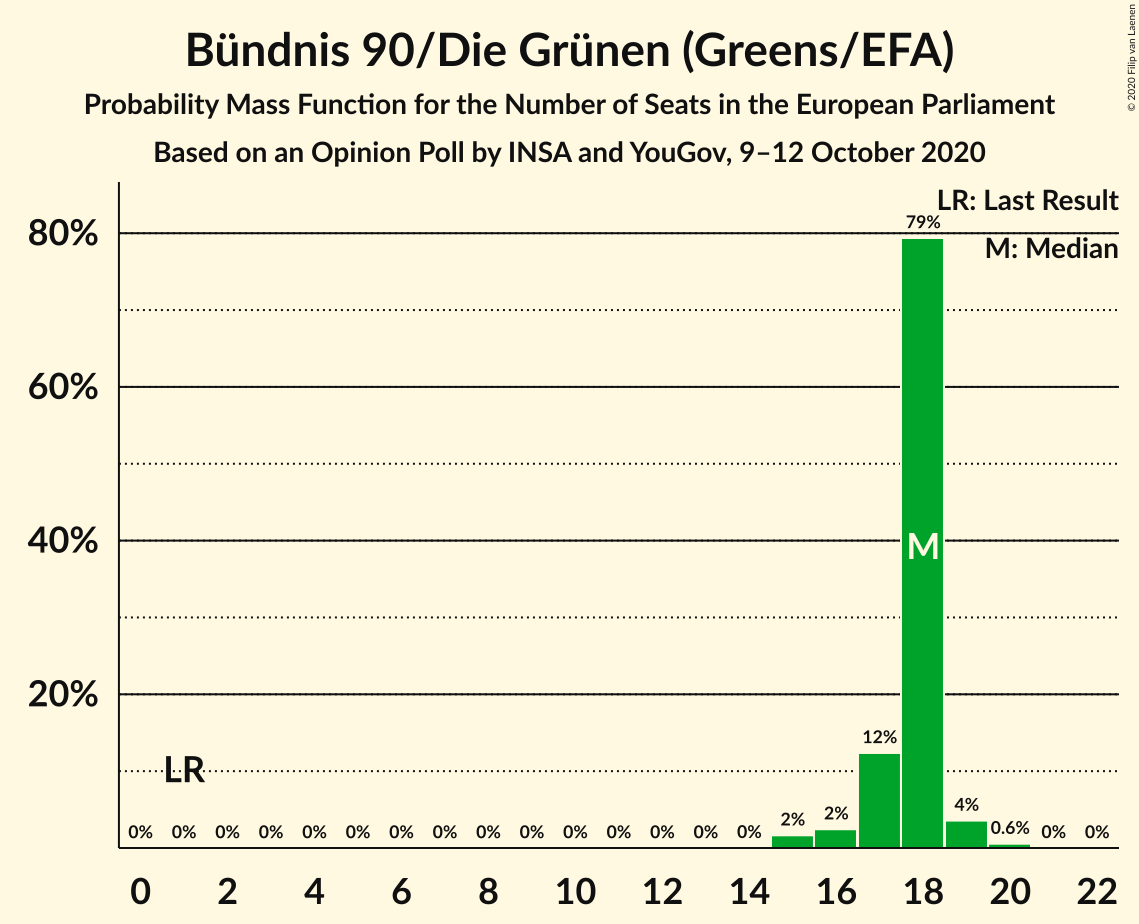 Bündnis 90/Die Grünen (Greens/EFA)
Probability Mass Function for the Number of Seats in the European Parliament
Based on an Opinion Poll by INSA and YouGov, 9–12 October 2020
© 2020 Filip van Laenen
LR: Last Result
M: Median
80%
60%
40%
20%
79%
M
12%
LR
4%
2%
2%
0.6%
0% 0% 0% 0% 0% 0% 0% 0% 0% 0% 0% 0% 0% 0% 0% 0% 0%
0 2 4 6 8 10 12 14 16 18 20 22